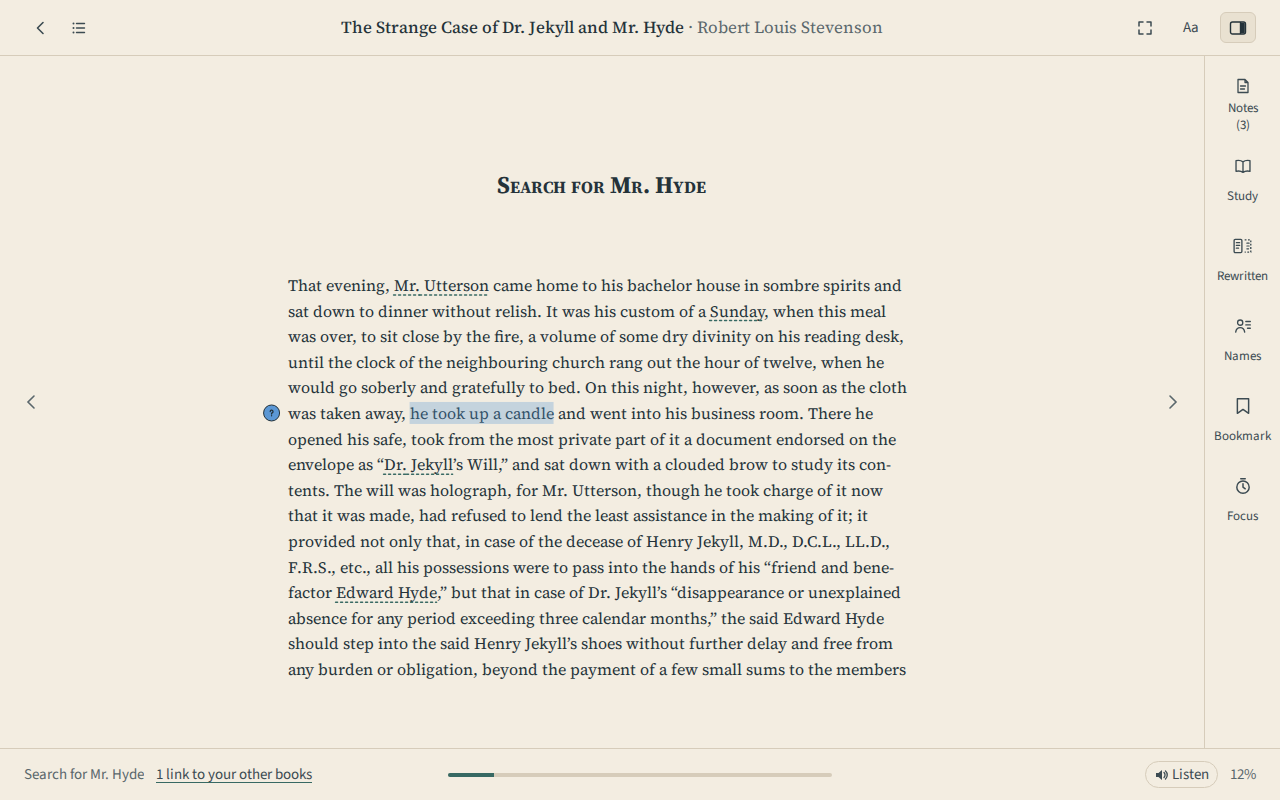 The Strange Case of Dr. Jekyll and Mr. Hyde · Robert Louis Stevenson
Aa
Notes
(3)
Study
Rewritten
Names
Bookmark
Focus
Search for Mr. Hyde
That evening, Mr. Utterson came home to his bachelor house in sombre spirits and
sat down to dinner without relish. It was his custom of a Sunday, when this meal
was over, to sit close by the fire, a volume of some dry divinity on his reading desk,
until the clock of the neighbouring church rang out the hour of twelve, when he
would go soberly and gratefully to bed. On this night, however, as soon as the cloth
? was taken away, he took up a candle and went into his business room. There he
opened his safe, took from the most private part of it a document endorsed on the
envelope as “Dr. Jekyll’s Will,” and sat down with a clouded brow to study its con-
tents. The will was holograph, for Mr. Utterson, though he took charge of it now
that it was made, had refused to lend the least assistance in the making of it; it
provided not only that, in case of the decease of Henry Jekyll, M.D., D.C.L., LL.D.,
F.R.S., etc., all his possessions were to pass into the hands of his “friend and bene-
factor Edward Hyde,” but that in case of Dr. Jekyll’s “disappearance or unexplained
absence for any period exceeding three calendar months,” the said Edward Hyde
should step into the said Henry Jekyll’s shoes without further delay and free from
any burden or obligation, beyond the payment of a few small sums to the members
Search for Mr. Hyde
1 link to your other books
Listen
12%